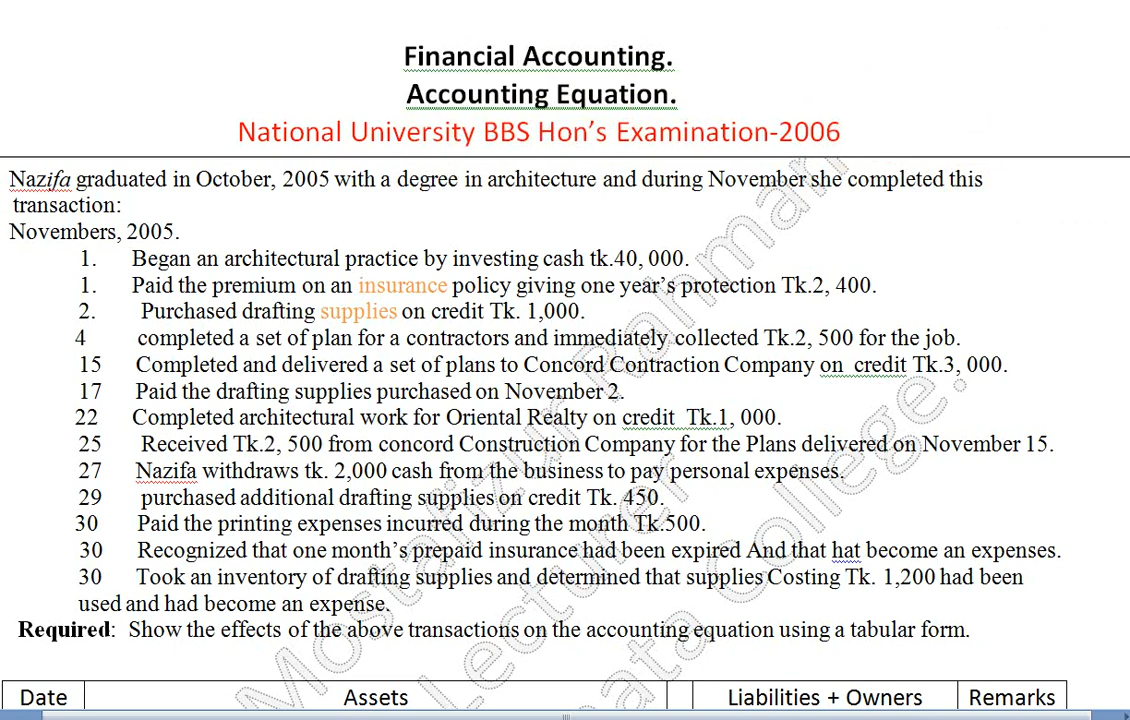 Financial Accounting.
Accounting Equation.
National University BBS Hon's Examination-2006
Nazifa graduated in October, 2005 with a degree in architecture and during November she completed this
transaction:
Novembers, 2005.
1. Began an architectural practice by investing cash tk.40, 000.
1. Paid the premium on an insurance policy giving one year's protection Tk.2, 400.
2. Purchased drafting supplies on credit Tk. 1,000.
4 completed a set of plan for a contractors and immediately collected Tk.2, 500 for the job.
15 Completed and delivered a set of plans to Concord Contraction Company on credit Tk.3, 000.
17 Paid the drafting supplies purchased on November 2.
22 Completed architectural work for Oriental Realty on credit Tk.1, 000.
25 Received Tk.2, 500 from concord Construction Company for the Plans delivered on November 15.
27 Nazifa withdraws tk. 2,000 cash from the business to pay personal expenses.
29 purchased additional drafting supplies on credit Tk. 450.
30 Paid the printing expenses incurred during the month Tk.500.
30 Recognized that one month's prepaid insurance had been expired And that hat become an expenses.
30 Took an inventory of drafting supplies and determined that supplies Costing Tk. 1,200 had been
used and had become an expense.
Required: Show the effects of the above transactions on the accounting equation using a tabular form.
Date Assets Liabilities + Owners Remarks
Rahman
Lecturer
College.